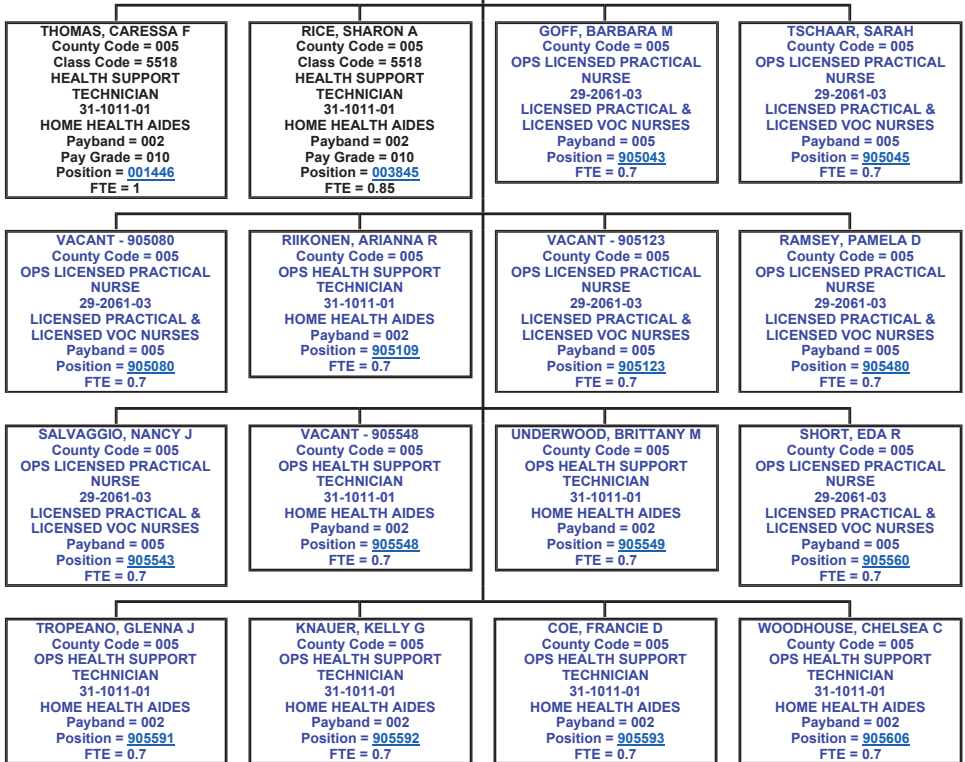 THOMAS, CARESSA F
County Code = 005
Class Code = 5518
HEALTH SUPPORT
TECHNICIAN
31-1011-01
HOME HEALTH AIDES
Payband = 002
Pay Grade = 010
Position = 001446
FTE = 1
RICE, SHARON A
County Code = 005
Class Code = 5518
HEALTH SUPPORT
TECHNICIAN
31-1011-01
HOME HEALTH AIDES
Payband = 002
Pay Grade = 010
Position = 003845
FTE = 0.85
GOFF, BARBARA M
County Code = 005
OPS LICENSED PRACTICAL
NURSE
29-2061-03
LICENSED PRACTICAL &
LICENSED VOC NURSES
Payband = 005
Position = 905043
FTE = 0.7
TSCHAAR, SARAH
County Code = 005
OPS LICENSED PRACTICAL
NURSE
29-2061-03
LICENSED PRACTICAL &
LICENSED VOC NURSES
Payband = 005
Position = 905045
FTE = 0.7
VACANT - 905080
County Code = 005
OPS LICENSED PRACTICAL
NURSE
29-2061-03
LICENSED PRACTICAL &
LICENSED VOC NURSES
Payband = 005
Position = 905080
FTE = 0.7
RIIKONEN, ARIANNA R
County Code = 005
OPS HEALTH SUPPORT
TECHNICIAN
31-1011-01
HOME HEALTH AIDES
Payband = 002
Position = 905109
FTE = 0.7
VACANT - 905123
County Code = 005
OPS LICENSED PRACTICAL
NURSE
29-2061-03
LICENSED PRACTICAL &
LICENSED VOC NURSES
Payband = 005
Position = 905123
FTE = 0.7
RAMSEY, PAMELA D
County Code = 005
OPS LICENSED PRACTICAL
NURSE
29-2061-03
LICENSED PRACTICAL &
LICENSED VOC NURSES
Payband = 005
Position = 905480
FTE = 0.7
SALVAGGIO, NANCY J
County Code = 005
OPS LICENSED PRACTICAL
NURSE
29-2061-03
LICENSED PRACTICAL &
LICENSED VOC NURSES
Payband = 005
Position = 905543
FTE = 0.7
VACANT - 905548
County Code = 005
OPS HEALTH SUPPORT
TECHNICIAN
31-1011-01
HOME HEALTH AIDES
Payband = 002
Position = 905548
FTE = 0.7
UNDERWOOD, BRITTANY M
County Code = 005
OPS HEALTH SUPPORT
TECHNICIAN
31-1011-01
HOME HEALTH AIDES
Payband = 002
Position = 905549
FTE = 0.7
SHORT, EDA R
County Code = 005
OPS LICENSED PRACTICAL
NURSE
29-2061-03
LICENSED PRACTICAL &
LICENSED VOC NURSES
Payband = 005
Position = 905560
FTE = 0.7
TROPEANO, GLENNA J
County Code = 005
OPS HEALTH SUPPORT
TECHNICIAN
31-1011-01
HOME HEALTH AIDES
Payband = 002
Position = 905591
FTE = 0.7
KNAUER, KELLY G
County Code = 005
OPS HEALTH SUPPORT
TECHNICIAN
31-1011-01
HOME HEALTH AIDES
Payband = 002
Position = 905592
FTE = 0.7
COE, FRANCIE D
County Code = 005
OPS HEALTH SUPPORT
TECHNICIAN
31-1011-01
HOME HEALTH AIDES
Payband = 002
Position = 905593
FTE = 0.7
WOODHOUSE, CHELSEA C
County Code = 005
OPS HEALTH SUPPORT
TECHNICIAN
31-1011-01
HOME HEALTH AIDES
Payband = 002
Position = 905606
FTE = 0.7